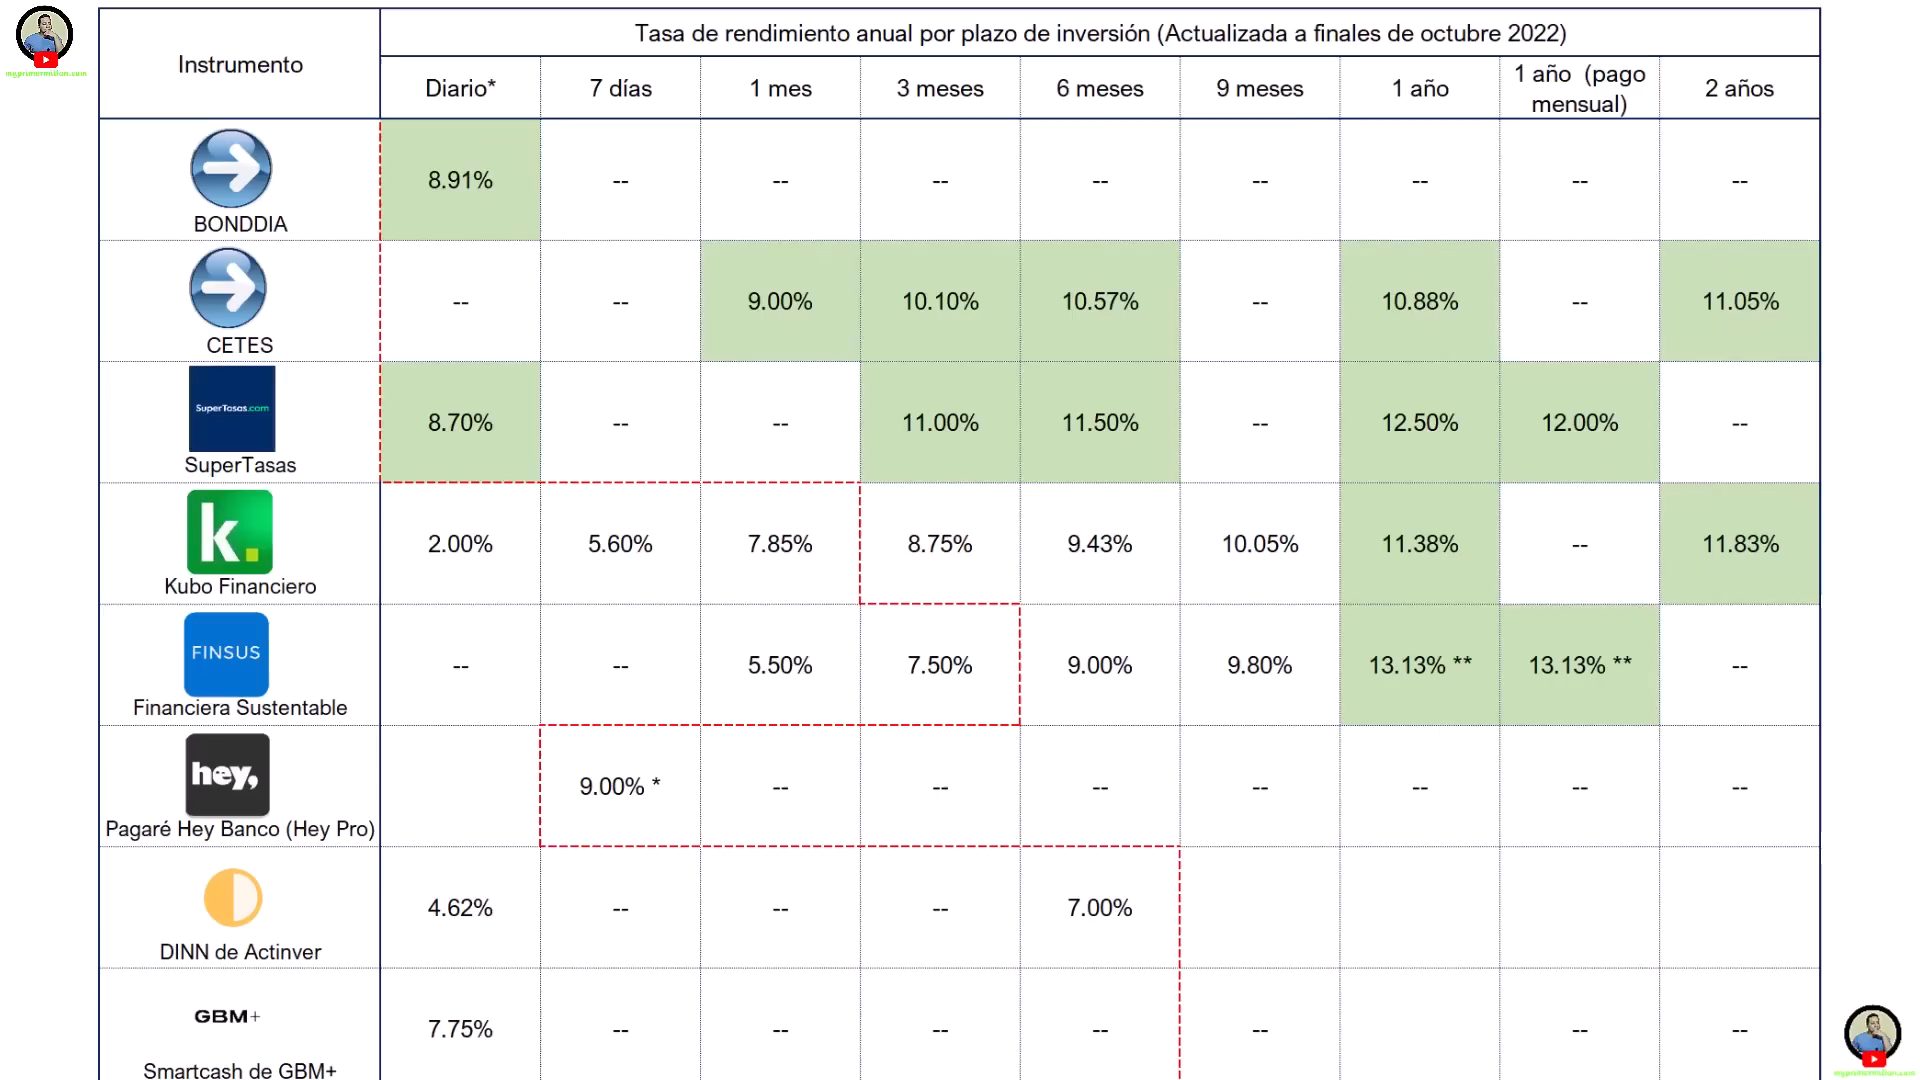 myprimermillon.com
Instrumento
Tasa de rendimiento anual por plazo de inversión (Actualizada a finales de octubre 2022)
Diario* 7 días 1 mes 3 meses 6 meses 9 meses 1 año 1 año (pago mensual) 2 años
BONDDIA
8.91% -- -- -- -- -- -- -- --
CETES
-- -- 9.00% 10.10% 10.57% -- 10.88% -- 11.05%
SuperTasas.com
SuperTasas
8.70% -- -- 11.00% 11.50% -- 12.50% 12.00% --
k.
Kubo Financiero
2.00% 5.60% 7.85% 8.75% 9.43% 10.05% 11.38% -- 11.83%
FINSUS
Financiera Sustentable
-- -- 5.50% 7.50% 9.00% 9.80% 13.13% ** 13.13% ** --
hey,
Pagaré Hey Banco (Hey Pro)
9.00% * -- -- -- -- -- -- --
DINN de Actinver
4.62% -- -- -- 7.00%
GBM+
Smartcash de GBM+
7.75% -- -- -- -- -- -- --